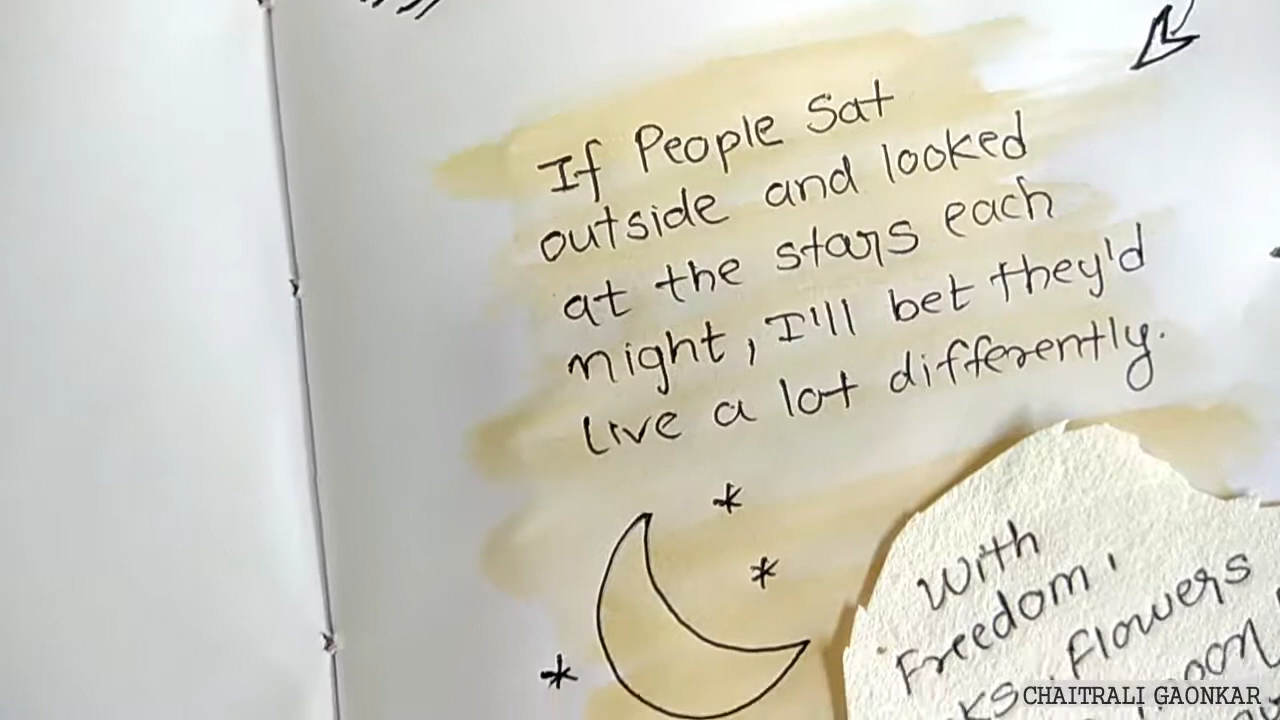 If People Sat
outside and looked
at the stars each
night, I'll bet they'd
live a lot differently.
With
Freedom,
Flowers
CHAITRALI GAONKAR